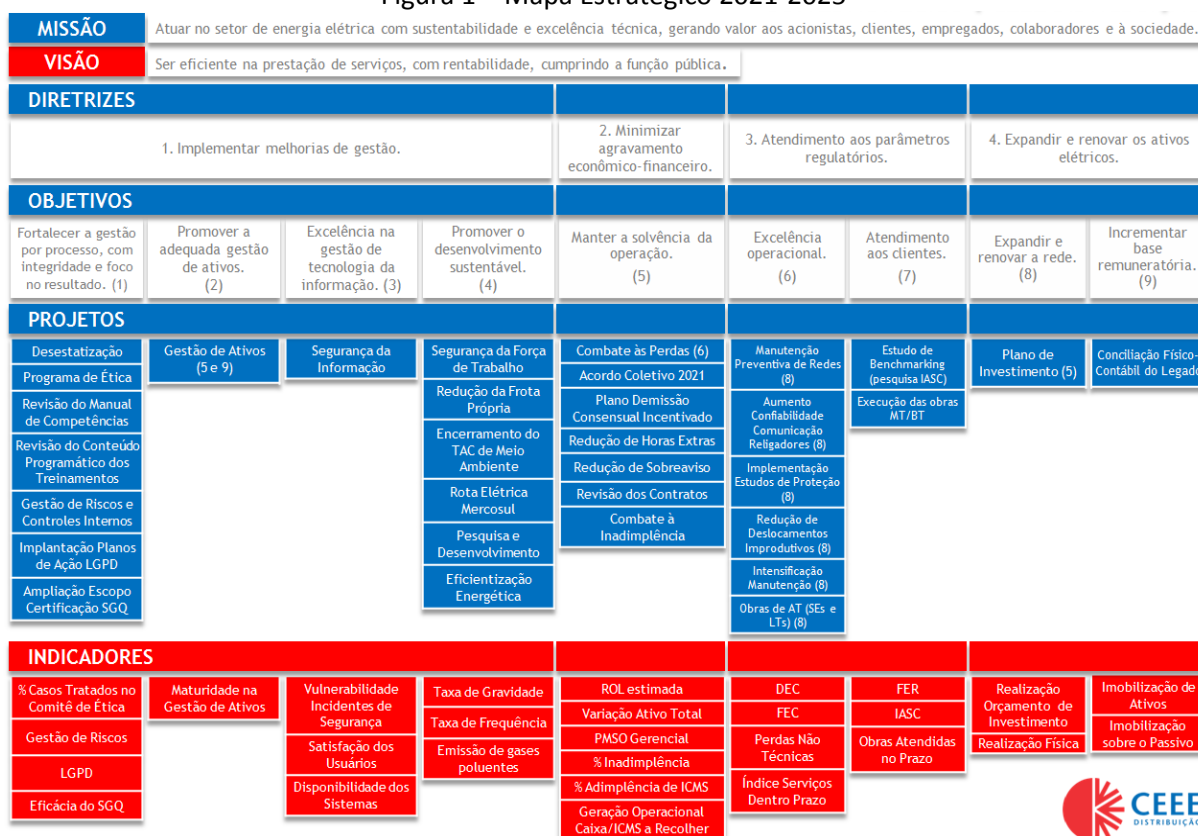 Figura 1 – Mapa Estratégico 2021-2025
MISSÃO
Atuar no setor de energia elétrica com sustentabilidade e excelência técnica, gerando valor aos acionistas, clientes, empregados, colaboradores e à sociedade.
VISÃO
Ser eficiente na prestação de serviços, com rentabilidade, cumprindo a função pública.
DIRETRIZES
1. Implementar melhorias de gestão.
2. Minimizar
agravamento
econômico-financeiro.
3. Atendimento aos parâmetros
regulatórios.
4. Expandir e renovar os ativos
elétricos.
OBJETIVOS
Fortalecer a gestão
por processo, com
integridade e foco
no resultado. (1)
Promover a
adequada gestão
de ativos.
(2)
Excelência na
gestão de
tecnologia da
informação. (3)
Promover o
desenvolvimento
sustentável.
(4)
Manter a solvência da
operação.
(5)
Excelência
operacional.
(6)
Atendimento
aos clientes.
(7)
Expandir e
renovar a rede.
(8)
Incrementar
base
remuneratória.
(9)
PROJETOS
Desestatização
Programa de Ética
Revisão do Manual
de Competências
Revisão do Conteúdo
Programático dos
Treinamentos
Gestão de Riscos e
Controles Internos
Implantação Planos
de Ação LGPD
Ampliação Escopo
Certificação SGQ
Gestão de Ativos
(5 e 9)
Segurança da
Informação
Segurança da Força
de Trabalho
Redução da Frota
Própria
Encerramento do
TAC de Meio
Ambiente
Rota Elétrica
Mercosul
Pesquisa e
Desenvolvimento
Eficientização
Energética
Combate às Perdas (6)
Acordo Coletivo 2021
Plano Demissão
Consensual Incentivado
Redução de Horas Extras
Redução de Sobreaviso
Revisão dos Contratos
Combate à
Inadimplência
Manutenção
Preventiva de Redes
(8)
Aumento
Confiabilidade
Comunicação
Religadores (8)
Implementação
Estudos de Proteção
(8)
Redução de
Deslocamentos
Improdutivos (8)
Intensificação
Manutenção (8)
Obras de AT (SEs e
LTs) (8)
Estudo de
Benchmarking
(pesquisa IASC)
Execução das obras
MT/BT
Plano de
Investimento (5)
Conciliação Físico-
Contábil do Legado
INDICADORES
% Casos Tratados no
Comitê de Ética
Gestão de Riscos
LGPD
Eficácia do SGQ
Maturidade na
Gestão de Ativos
Vulnerabilidade
Incidentes de
Segurança
Satisfação dos
Usuários
Disponibilidade dos
Sistemas
Taxa de Gravidade
Taxa de Frequência
Emissão de gases
poluentes
ROL estimada
Variação Ativo Total
PMSO Gerencial
% Inadimplência
% Adimplência de ICMS
Geração Operacional
Caixa/ICMS a Recolher
DEC
FEC
Perdas Não
Técnicas
Índice Serviços
Dentro Prazo
FER
IASC
Obras Atendidas
no Prazo
Realização
Orçamento de
Investimento
Realização Física
Imobilização de
Ativos
Imobilização
sobre o Passivo
CEEE
DISTRIBUIÇÃO